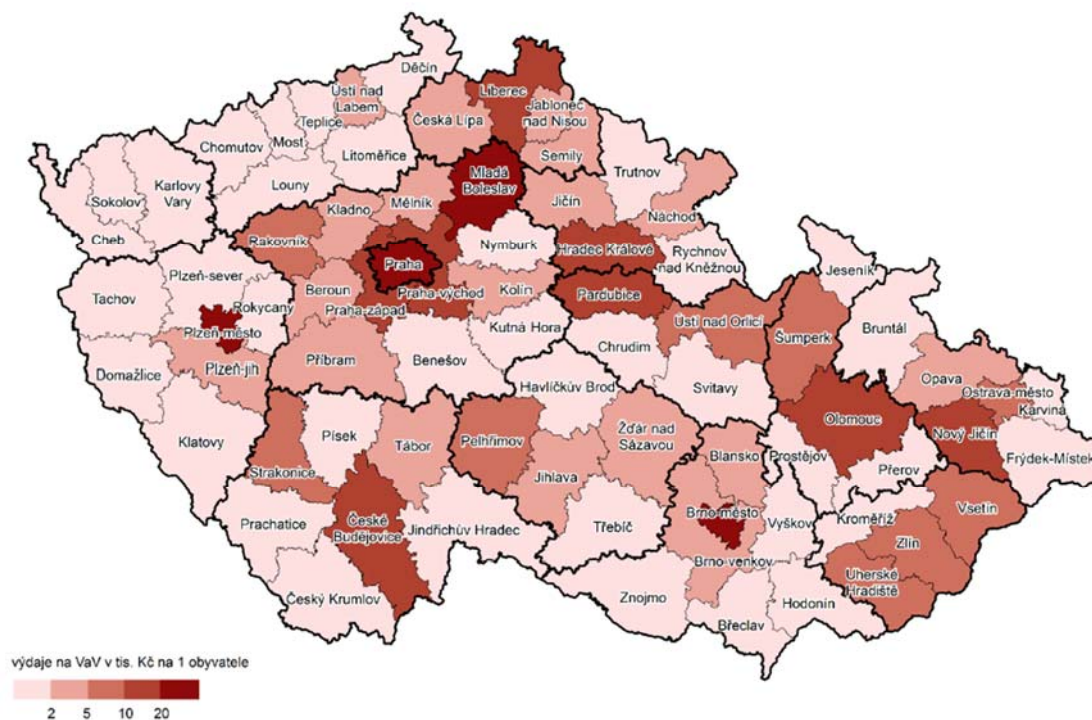 Děčín
Liberec
Ústí nad
Labem
Jablonec
nad Nisou
Teplice
Česká Lípa
Most
Chomutov
Litoměřice
Semily
Trutnov
Louny
Mladá
Boleslav
Karlovy
Vary
Sokolov
Mělník
Jičín
Kladno
Náchod
Cheb
Rakovník
Nymburk
Hradec Králové
Rychnov
nad Kněžnou
Praha
Plzeň-sever
Jeseník
Tachov
Beroun
Praha-východ
Kolín
Pardubice
Rokycany
Praha-západ
Plzeň město
Kutná Hora
Ústí nad Orlicí
Šumperk
Bruntál
Chrudim
Příbram
Benešov
Plzeň-jih
Domažlice
Opava
Havlíčkův Brod
Svitavy
Ostrava-město
Karviná
Olomouc
Klatovy
Písek
Tábor
Pelhřimov
Žďár nad
Sázavou
Nový Jičín
Strakonice
Prostějov
Blansko
Frýdek-Místek
Přerov
Jihlava
Vsetín
České
Budějovice
Brno město
Prachatice
Jindřichův Hradec
Třebíč
Vyškov
Kroměříž
Zlín
Brno-venkov
Uherské
Hradiště
Český Krumlov
Znojmo
Hodonín
Břeclav
výdaje na VaV v tis. Kč na 1 obyvatele
2 5 10 20